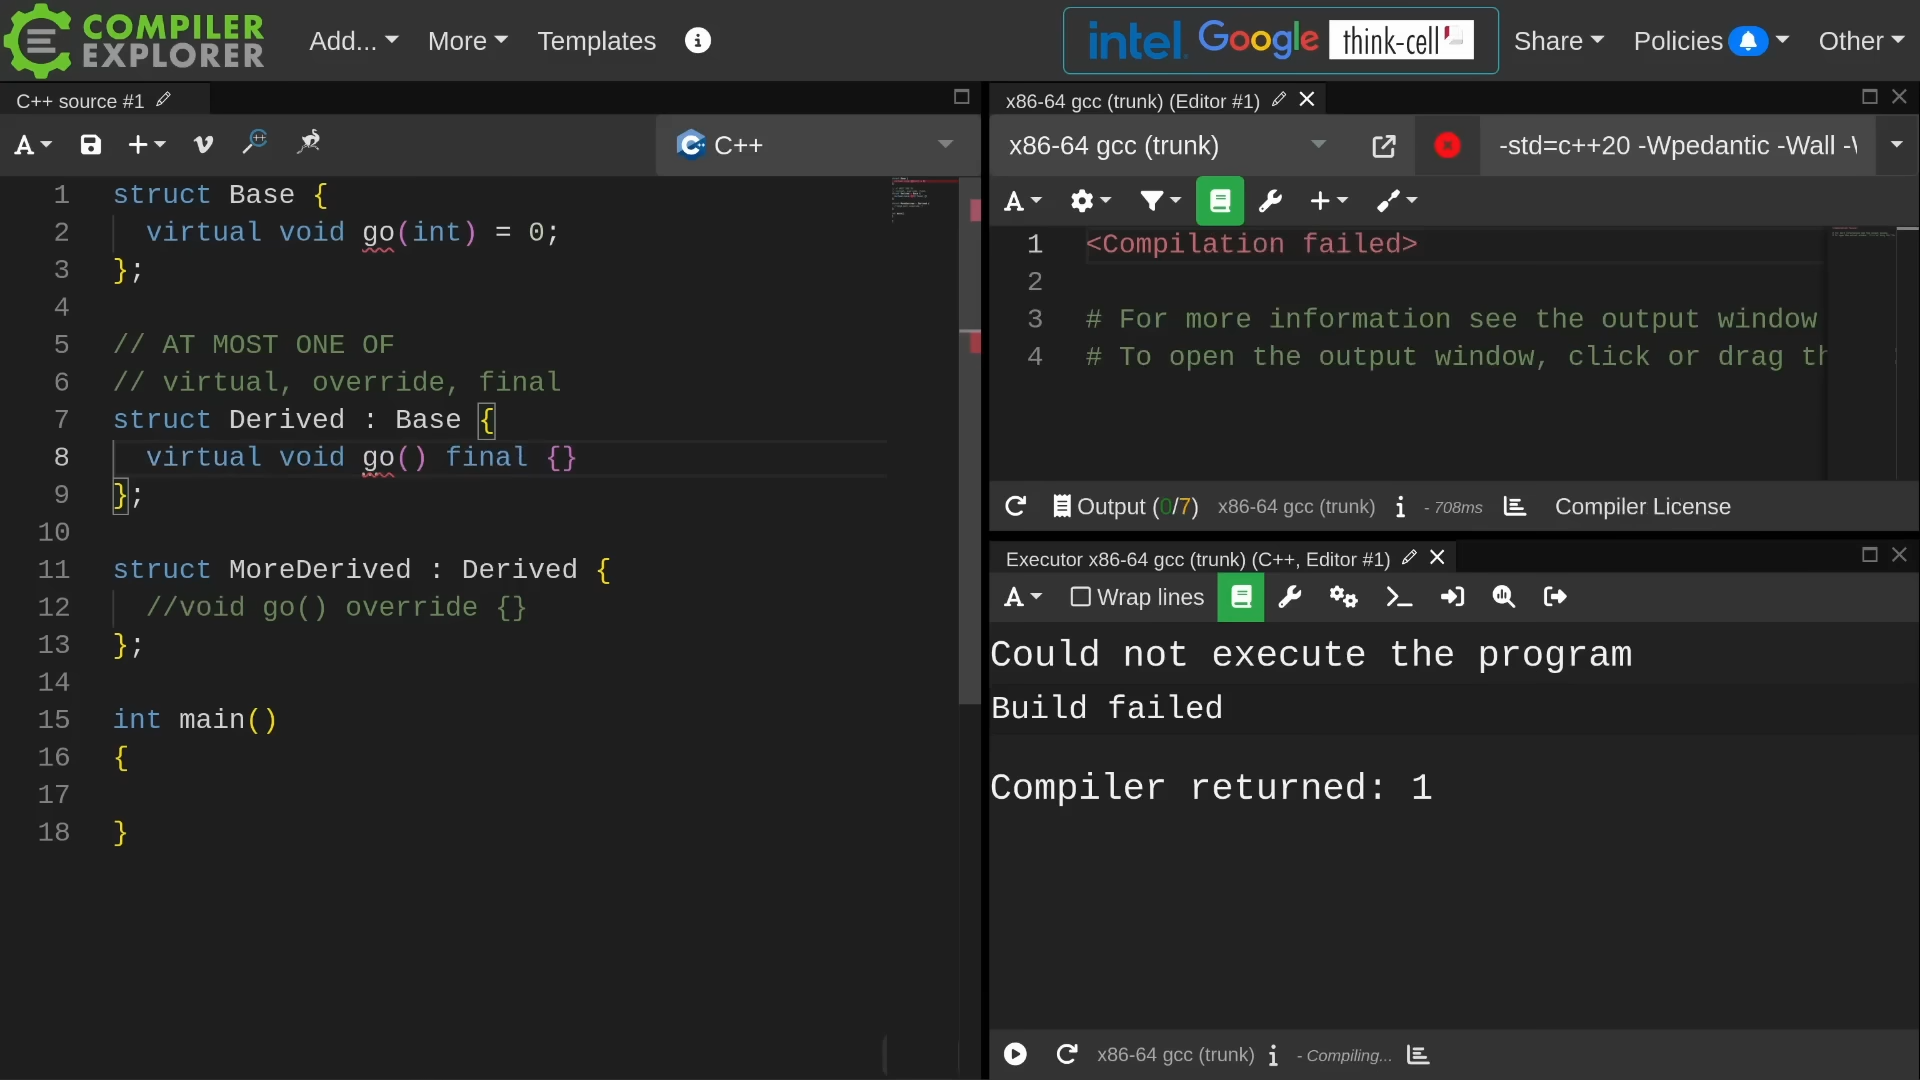 COMPILER
EXPLORER
Add...
More
Templates
intel.
Google
think-cell
Share
Policies
Other
C++ source #1
x86-64 gcc (trunk) (Editor #1)
A
C++
x86-64 gcc (trunk)
-std=c++20 -Wpedantic -Wall -\
A
1 struct Base {
2 virtual void go(int) = 0;
3 };
4
5 // AT MOST ONE OF
6 // virtual, override, final
7 struct Derived : Base {
8 virtual void go() final {}
9 };
10
11 struct MoreDerived : Derived {
12 //void go() override {}
13 };
14
15 int main()
16 {
17
18 }
1 <Compilation failed>
2
3 # For more information see the output window
4 # To open the output window, click or drag th
Output (0/7) x86-64 gcc (trunk) i - 708ms Compiler License
Executor x86-64 gcc (trunk) (C++, Editor #1)
A Wrap lines
Could not execute the program
Build failed
Compiler returned: 1
x86-64 gcc (trunk) i - Compiling...